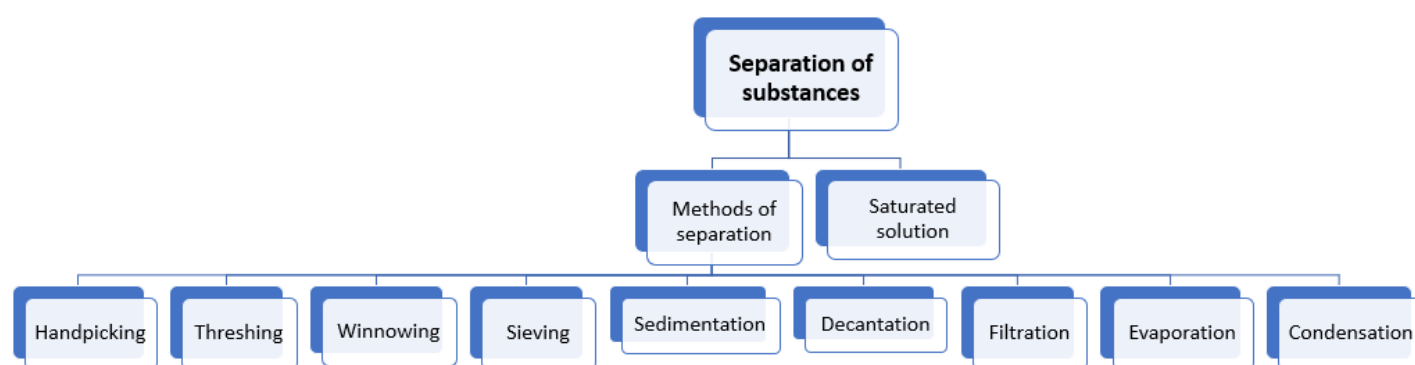 Separation of
substances
Methods of
separation
Saturated
solution
Handpicking
Threshing
Winnowing
Sieving
Sedimentation
Decantation
Filtration
Evaporation
Condensation